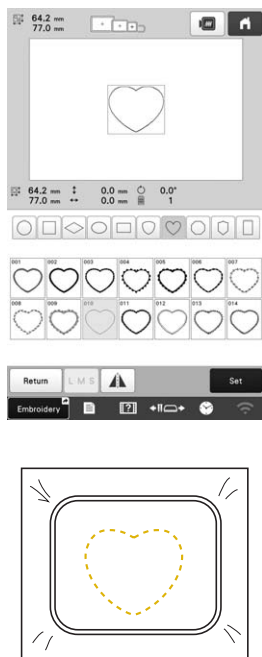 64.2 mm
77.0 mm
64.2 mm 0.0 mm 0.0°
77.0 mm 0.0 mm 1
001 002 003 004 005 006 007
008 009 010 011 012 013 014
Return L M S Set
Embroidery